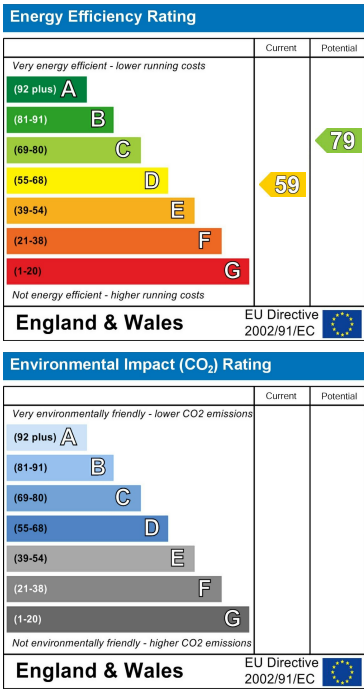 Energy Efficiency Rating
Current Potential
Very energy efficient - lower running costs
(92 plus) A
(81-91) B
(69-80) C
79
(55-68) D
59
(39-54) E
(21-38) F
(1-20) G
Not energy efficient - higher running costs
England & Wales
EU Directive
2002/91/EC
Environmental Impact (CO₂) Rating
Current Potential
Very environmentally friendly - lower CO2 emissions
(92 plus) A
(81-91) B
(69-80) C
(55-68) D
(39-54) E
(21-38) F
(1-20) G
Not environmentally friendly - higher CO2 emissions
England & Wales
EU Directive
2002/91/EC